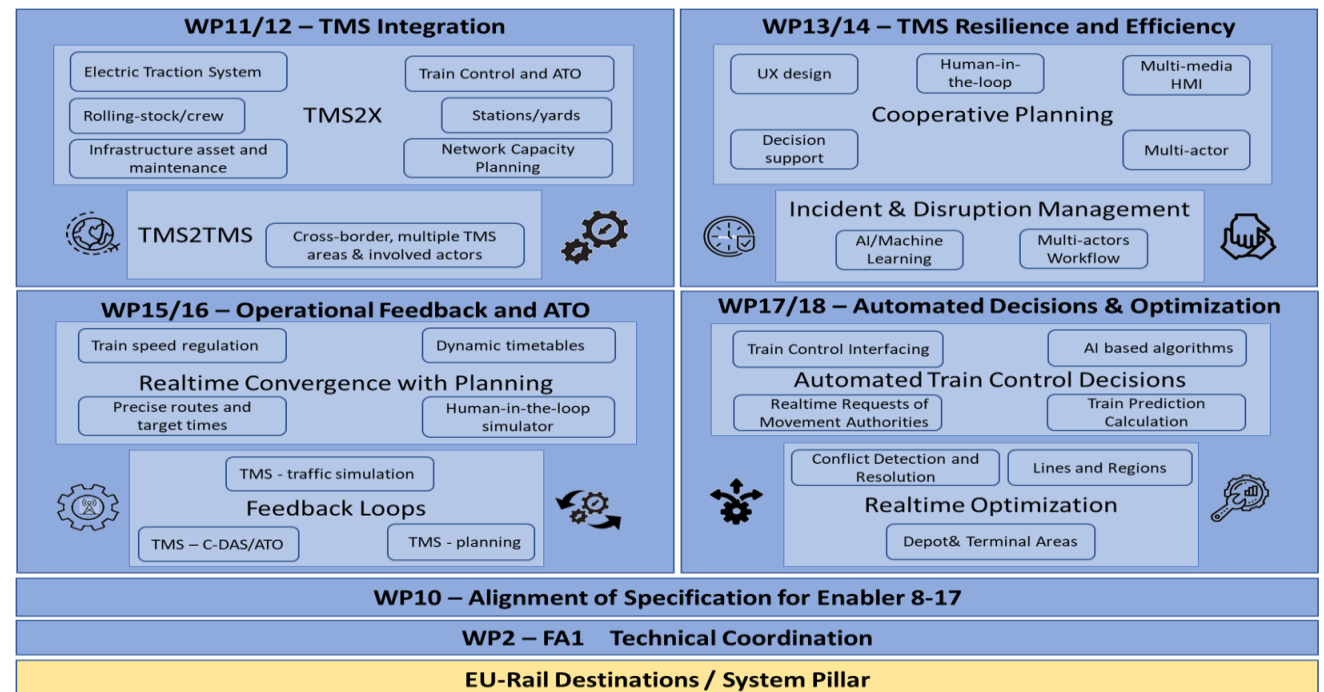 WP11/12 – TMS Integration
Electric Traction System
Train Control and ATO
Rolling-stock/crew
TMS2X
Stations/yards
Infrastructure asset and
maintenance
Network Capacity
Planning
TMS2TMS
Cross-border, multiple TMS
areas & involved actors
WP13/14 – TMS Resilience and Efficiency
UX design
Human-in-
the-loop
Multi-media
HMI
Cooperative Planning
Decision
support
Multi-actor
Incident & Disruption Management
AI/Machine
Learning
Multi-actors
Workflow
WP15/16 – Operational Feedback and ATO
Train speed regulation
Dynamic timetables
Realtime Convergence with Planning
Precise routes and
target times
Human-in-the-loop
simulator
TMS - traffic simulation
Feedback Loops
TMS – C-DAS/ATO
TMS - planning
WP17/18 – Automated Decisions & Optimization
Train Control Interfacing
AI based algorithms
Automated Train Control Decisions
Realtime Requests of
Movement Authorities
Train Prediction
Calculation
Conflict Detection and
Resolution
Lines and Regions
Realtime Optimization
Depot& Terminal Areas
WP10 – Alignment of Specification for Enabler 8-17
WP2 – FA1 Technical Coordination
EU-Rail Destinations / System Pillar